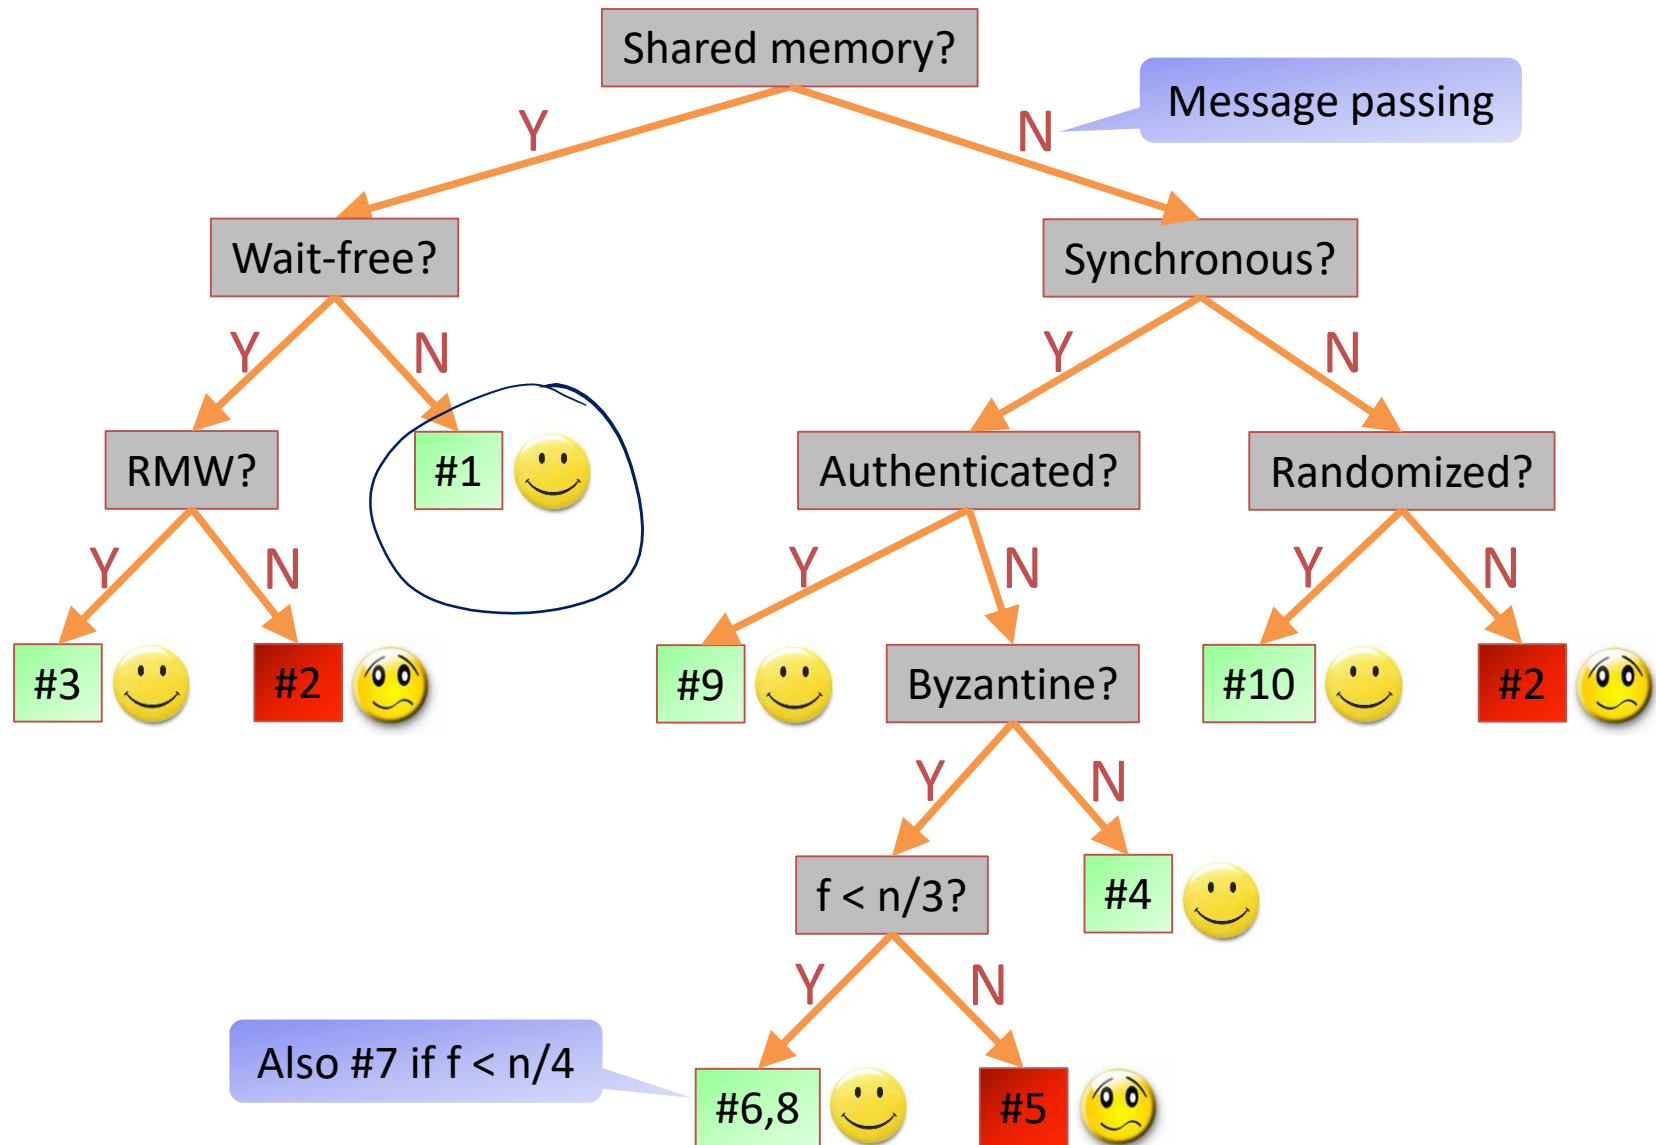 Shared memory?
Message passing
Y
N
Wait-free?
Synchronous?
Y
N
Y
N
RMW?
#1
Authenticated?
Randomized?
Y
N
Y
N
Y
N
#3
#2
#9
Byzantine?
#10
#2
Y
N
f < n/3?
#4
Y
N
Also #7 if f < n/4
#6,8
#5